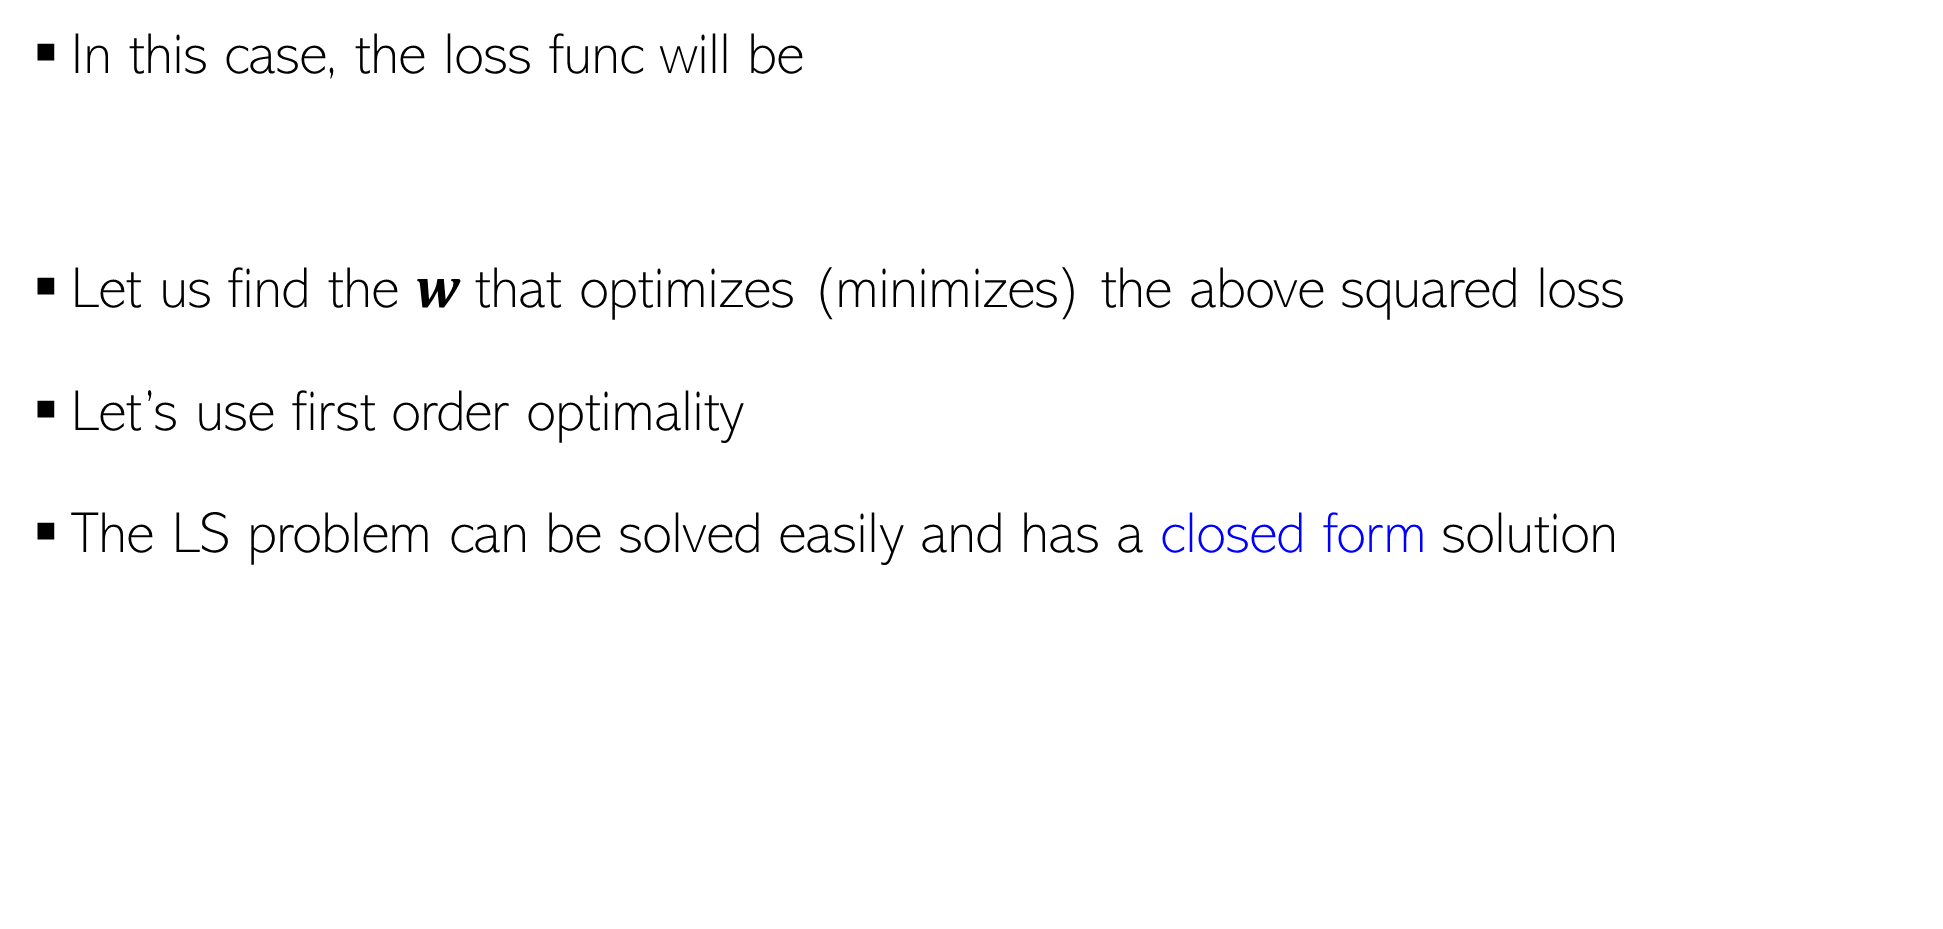 ▪ In this case, the loss func will be
▪ Let us find the w that optimizes (minimizes) the above squared loss
▪ Let’s use first order optimality
▪ The LS problem can be solved easily and has a closed form solution